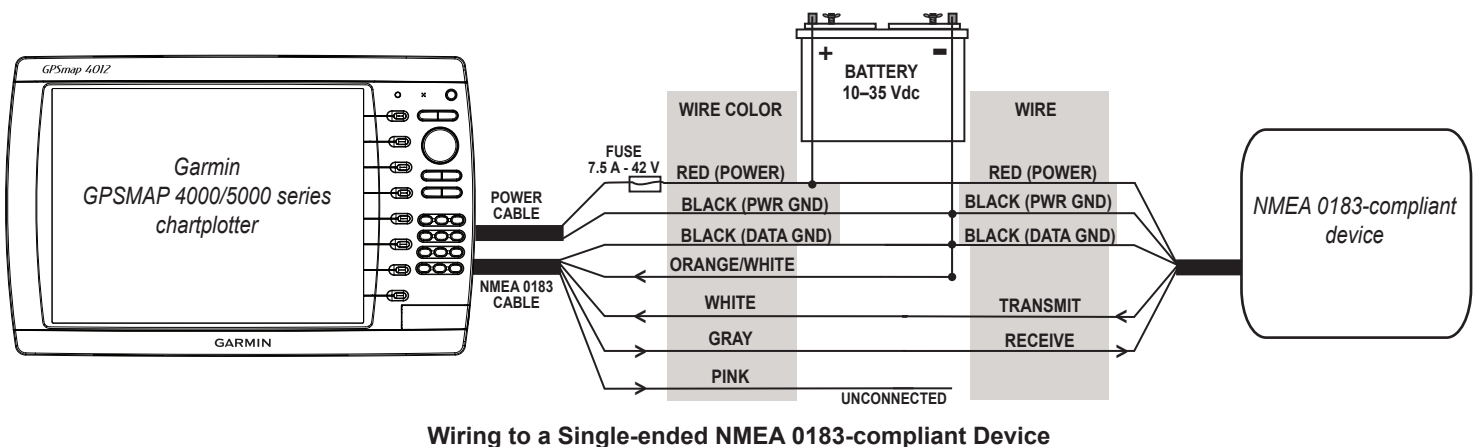 GPSmap 4012
Garmin
GPSMAP 4000/5000 series
chartplotter
GARMIN
POWER
CABLE
NMEA 0183
CABLE
FUSE
7.5 A - 42 V
WIRE COLOR
RED (POWER)
BLACK (PWR GND)
BLACK (DATA GND)
ORANGE/WHITE
WHITE
GRAY
PINK
UNCONNECTED
+ -
BATTERY
10–35 Vdc
WIRE
RED (POWER)
BLACK (PWR GND)
BLACK (DATA GND)
TRANSMIT
RECEIVE
NMEA 0183-compliant
device
Wiring to a Single-ended NMEA 0183-compliant Device